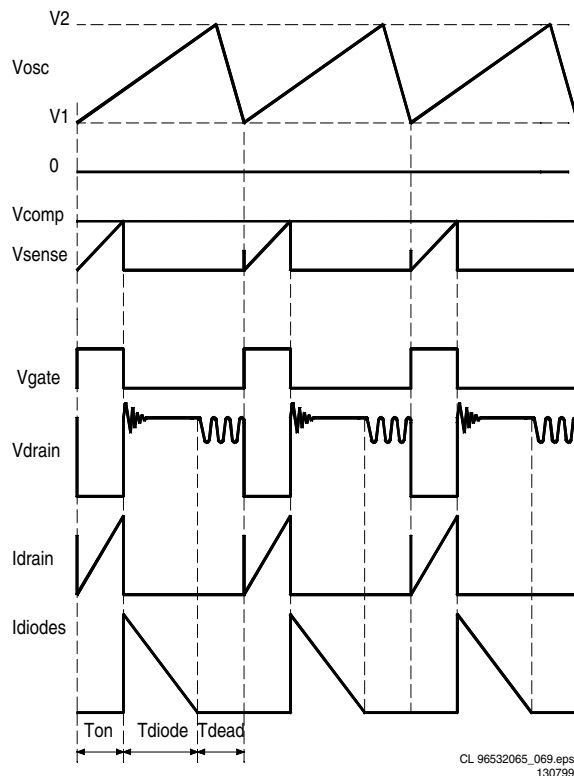 V2
Vosc
V1
0
Vcomp
Vsense
Vgate
Vdrain
Idrain
Idiodes
Ton Tdiode Tdead
CL 96532065_069.eps
130799